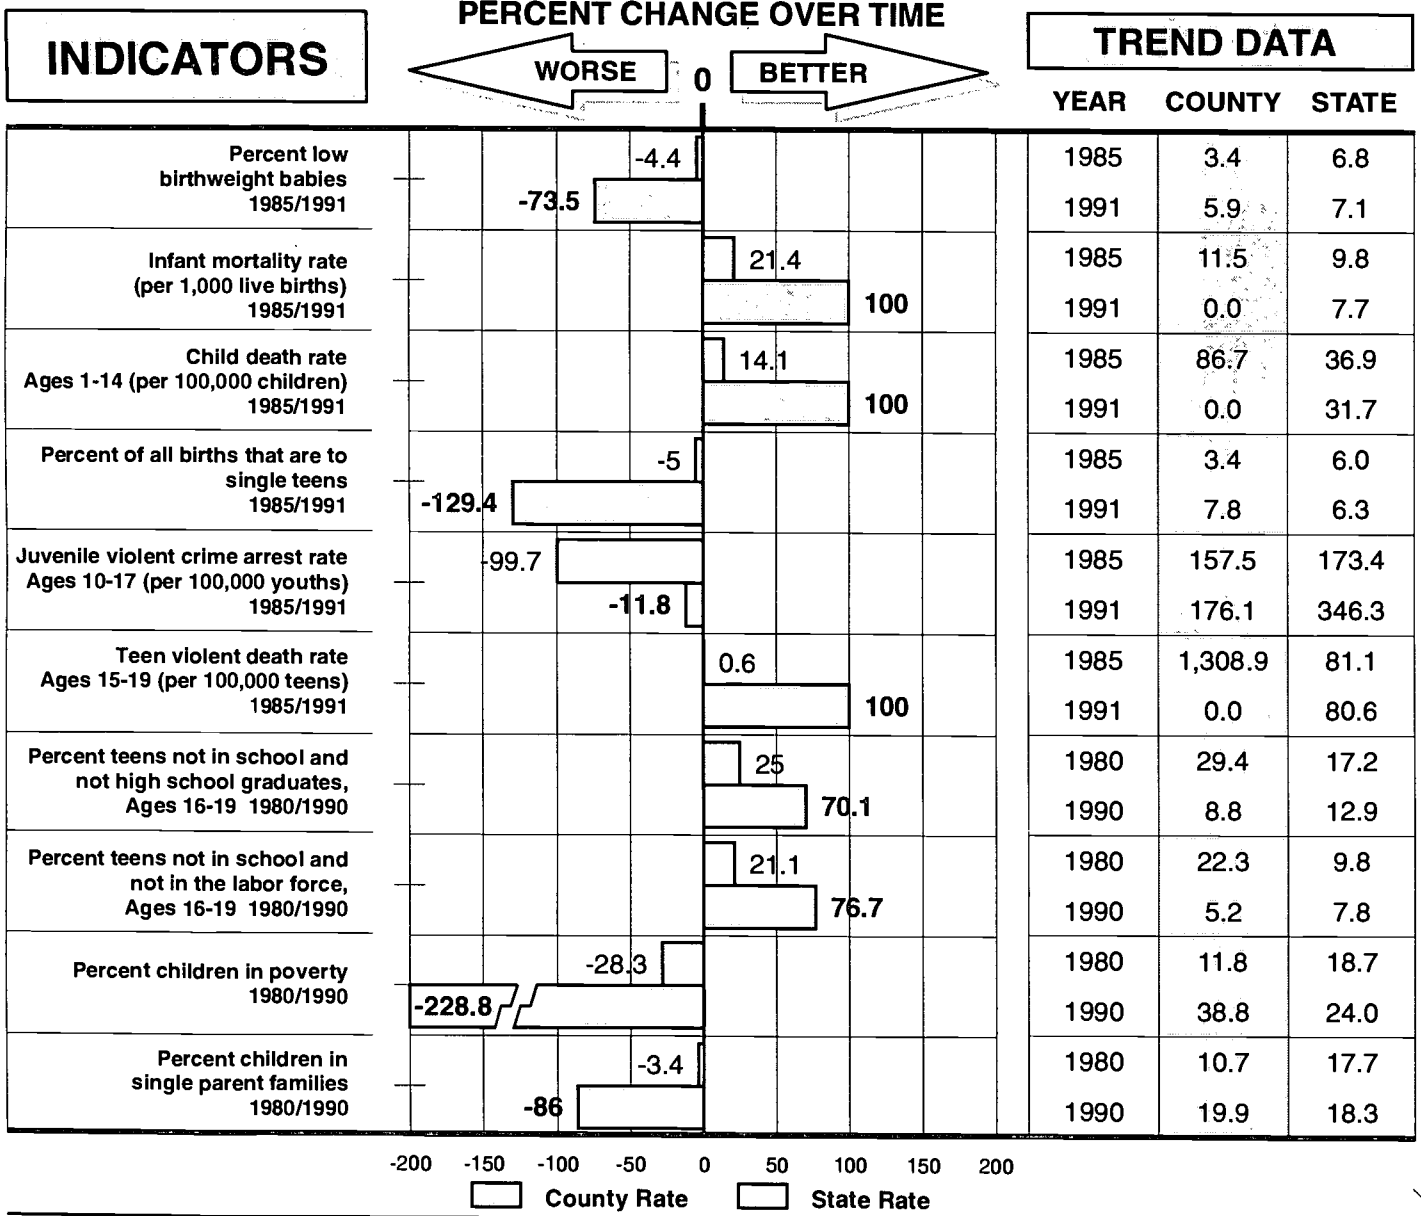 PERCENT CHANGE OVER TIME
INDICATORS
WORSE
0
BETTER
TREND DATA
YEAR COUNTY STATE
Percent low
birthweight babies
1985/1991
-4.4
-73.5
1985 3.4 6.8
1991 5.9 7.1
Infant mortality rate
(per 1,000 live births)
1985/1991
21.4
100
1985 11.5 9.8
1991 0.0 7.7
Child death rate
Ages 1-14 (per 100,000 children)
1985/1991
14.1
100
1985 86.7 36.9
1991 0.0 31.7
Percent of all births that are to
single teens
1985/1991
-5
-129.4
1985 3.4 6.0
1991 7.8 6.3
Juvenile violent crime arrest rate
Ages 10-17 (per 100,000 youths)
1985/1991
-99.7
-11.8
1985 157.5 173.4
1991 176.1 346.3
Teen violent death rate
Ages 15-19 (per 100,000 teens)
1985/1991
0.6
100
1985 1,308.9 81.1
1991 0.0 80.6
Percent teens not in school and
not high school graduates,
Ages 16-19 1980/1990
25
70.1
1980 29.4 17.2
1990 8.8 12.9
Percent teens not in school and
not in the labor force,
Ages 16-19 1980/1990
21.1
76.7
1980 22.3 9.8
1990 5.2 7.8
Percent children in poverty
1980/1990
-28.3
-228.8
1980 11.8 18.7
1990 38.8 24.0
Percent children in
single parent families
1980/1990
-3.4
-86
1980 10.7 17.7
1990 19.9 18.3
-200 -150 -100 -50 0 50 100 150 200
County Rate State Rate